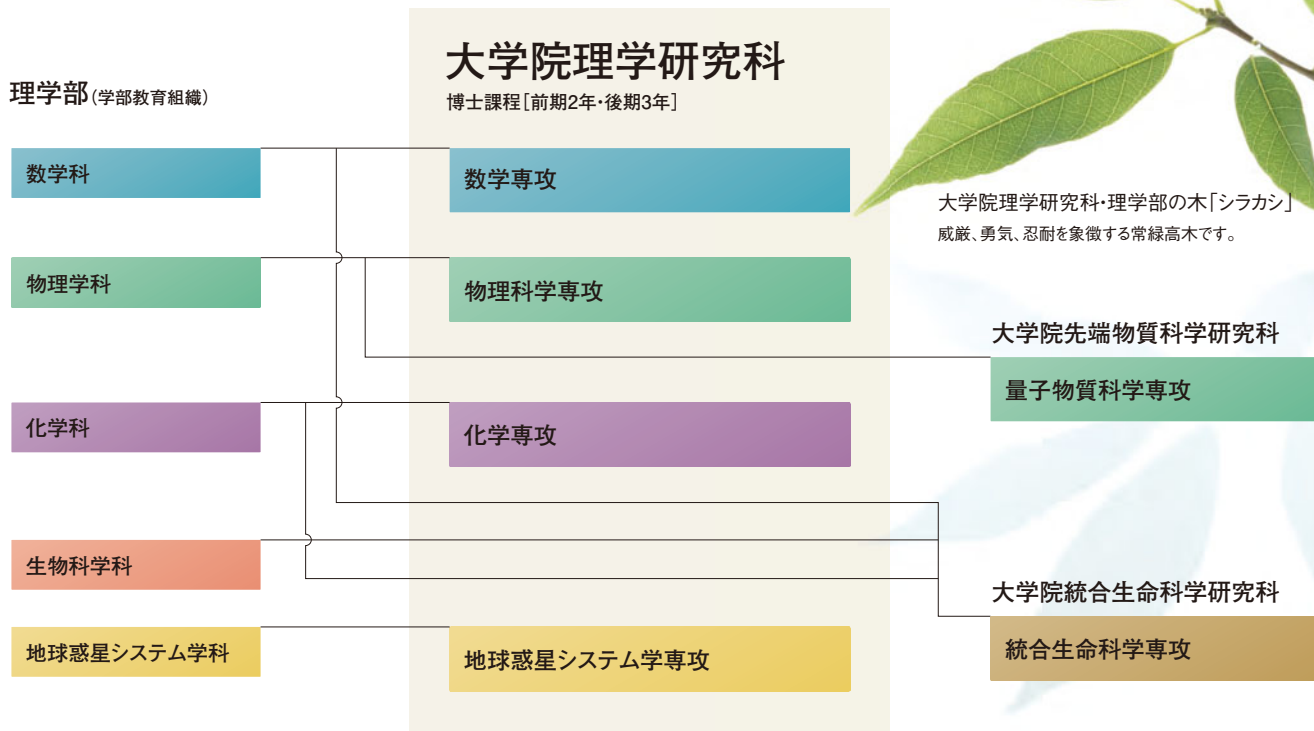 理学部(学部教育組織)
大学院理学研究科
博士課程[前期2年・後期3年]
数学科
数学専攻
大学院理学研究科・理学部の木「シラカシ」
威厳、勇気、忍耐を象徴する常緑高木です。
物理学科
物理科学専攻
大学院先端物質科学研究科
量子物質科学専攻
化学科
化学専攻
生物科学科
大学院統合生命科学研究科
統合生命科学専攻
地球惑星システム学科
地球惑星システム学専攻